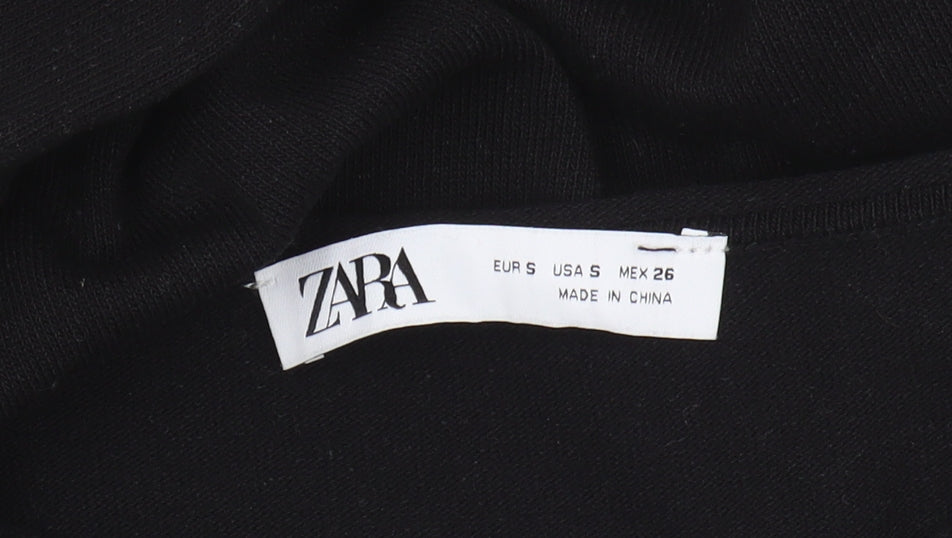 ZARA
EUR S USA S MEX 26
MADE IN CHINA